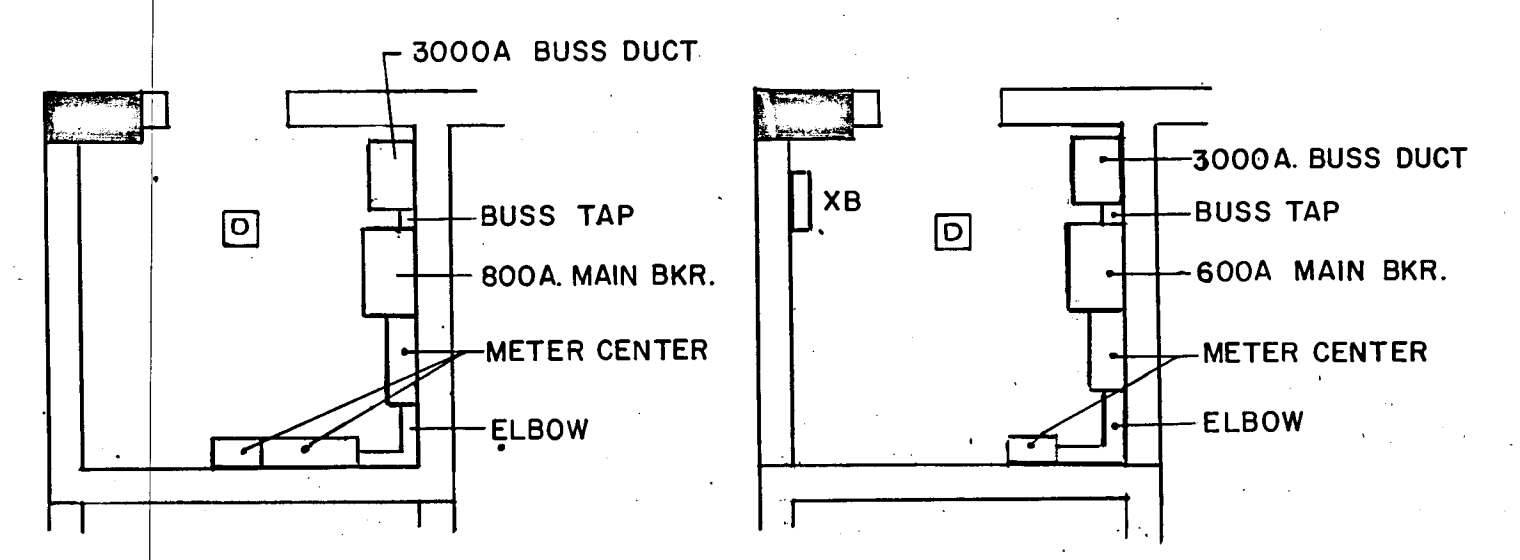 3000A BUSS DUCT
D
BUSS TAP
800A. MAIN BKR.
METER CENTER
ELBOW
3000A. BUSS DUCT
XB
D
BUSS TAP
600A MAIN BKR.
METER CENTER
ELBOW